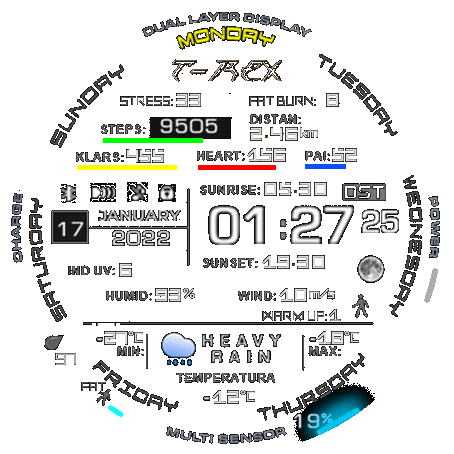 DUAL LAYER DISPLAY
MONDAY
T-REX
SUNDAY
TUESDAY
STRESS:33
FAT BURN: 8
STEPS: 9505
DISTAN:
2.46km
KLARS:455
HEART:156
PAI:52
SUNRISE:05:30
DST
WEDNESDAY
POWER
CHARGE
SATURDAY
17
JANUARY
2022
01:27 25
SUNSET:19:30
IND UV:6
HUMID:93%
WIND:10m/s
WARM UP:1
-27°C
MIN:
HEAVY
RAIN
-18°C
MAX:
97
TEMPERATURA
-12°C
FAT
FRIDAY
THURSDAY
19%
MULTI SENSOR